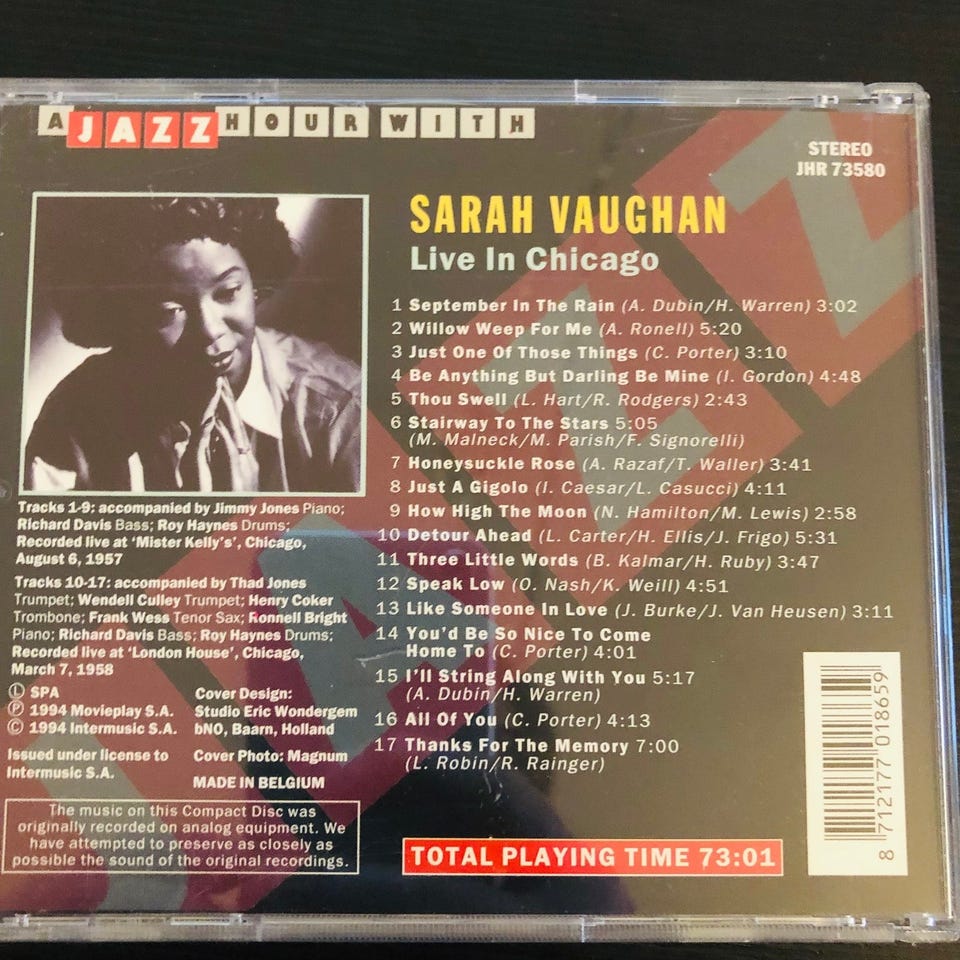 A JAZZ HOUR WITH
STEREO
JHR 73580
SARAH VAUGHAN
Live In Chicago
1 September In The Rain (A. Dubin/H. Warren) 3:02
2 Willow Weep For Me (A. Ronell) 5:20
3 Just One Of Those Things (C. Porter) 3:10
4 Be Anything But Darling Be Mine (I. Gordon) 4:48
5 Thou Swell (L. Hart/R. Rodgers) 2:43
6 Stairway To The Stars 5:05
(M. Malneck/M. Parish/F. Signorelli)
7 Honeysuckle Rose (A. Razaf/T. Waller) 3:41
8 Just A Gigolo (I. Caesar/L. Casucci) 4:11
9 How High The Moon (N. Hamilton/M. Lewis) 2:58
10 Detour Ahead (L. Carter/H. Ellis/J. Frigo) 5:31
11 Three Little Words (B. Kalmar/H. Ruby) 3:47
12 Speak Low (O. Nash/K. Weill) 4:51
13 Like Someone In Love (J. Burke/J. Van Heusen) 3:11
14 You'd Be So Nice To Come
Home To (C. Porter) 4:01
15 I'll String Along With You 5:17
(A. Dubin/H. Warren)
16 All Of You (C. Porter) 4:13
17 Thanks For The Memory 7:00
(L. Robin/R. Rainger)
Tracks 1-9: accompanied by Jimmy Jones Piano;
Richard Davis Bass; Roy Haynes Drums;
Recorded live at 'Mister Kelly's', Chicago,
August 6, 1957
Tracks 10-17: accompanied by Thad Jones
Trumpet; Wendell Culley Trumpet; Henry Coker
Trombone; Frank Wess Tenor Sax; Ronnell Bright
Piano; Richard Davis Bass; Roy Haynes Drums;
Recorded live at 'London House', Chicago,
March 7, 1958
Ⓛ SPA
Ⓟ 1994 Movieplay S.A.
© 1994 Intermusic S.A.
Issued under license to
Intermusic S.A.
Cover Design:
Studio Eric Wondergem
bNO, Baarn, Holland
Cover Photo: Magnum
MADE IN BELGIUM
The music on this Compact Disc was
originally recorded on analog equipment. We
have attempted to preserve as closely as
possible the sound of the original recordings.
TOTAL PLAYING TIME 73:01
8 712177 018659
JAZZ